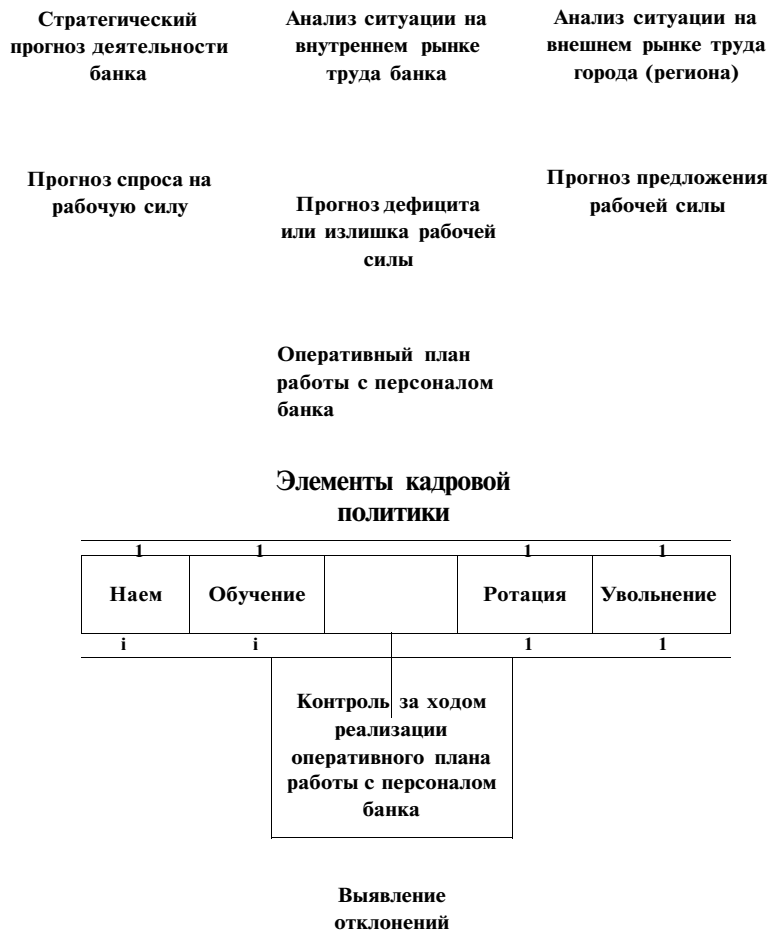 Стратегический
прогноз деятельности
банка
Анализ ситуации на
внутреннем рынке
труда банка
Анализ ситуации на
внешнем рынке труда
города (региона)
Прогноз спроса на
рабочую силу
Прогноз дефицита
или излишка рабочей
силы
Прогноз предложения
рабочей силы
Оперативный план
работы с персоналом
банка
Элементы кадровой
политики
1 1 1 1
Наем Обучение Ротация Увольнение
i i 1 1
Контроль за ходом
реализации
оперативного плана
работы с персоналом
банка
Выявление
отклонений